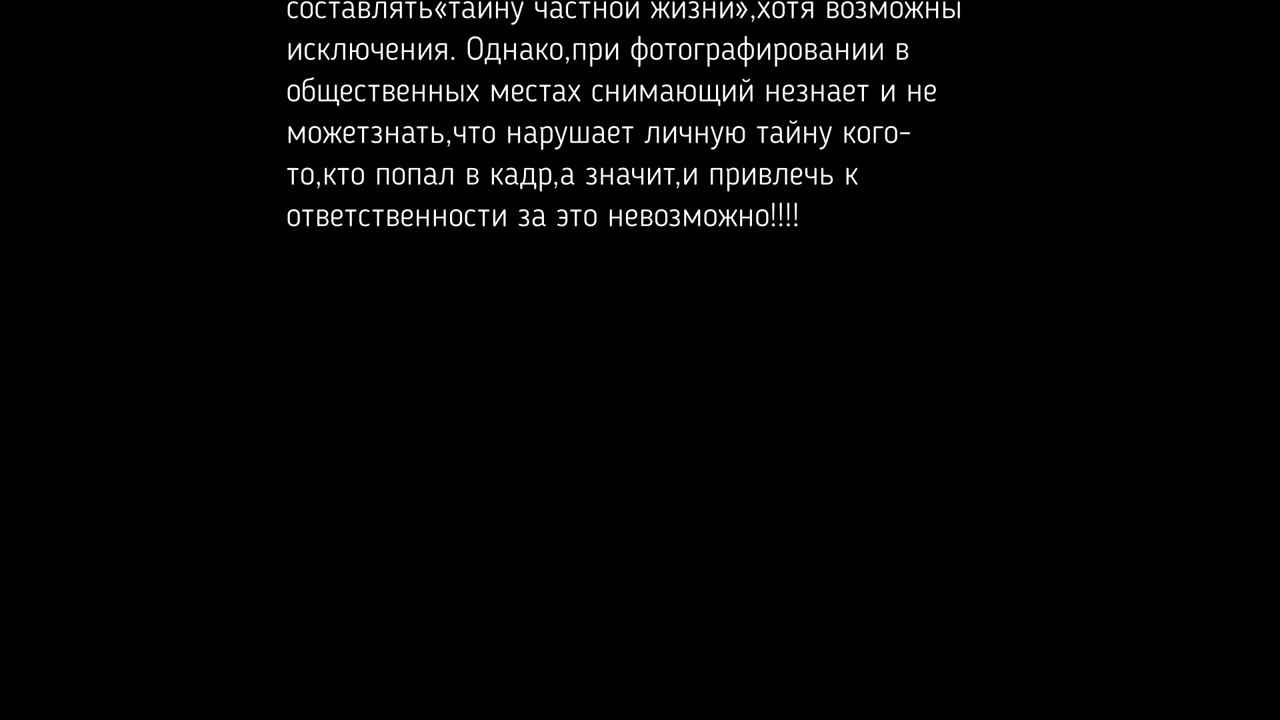 составлять«тайну частной жизни»,хотя возможны
исключения. Однако,при фотографировании в
общественных местах снимающий незнает и не
можетзнать,что нарушает личную тайну кого-
то,кто попал в кадр,а значит,и привлечь к
ответственности за это невозможно!!!!